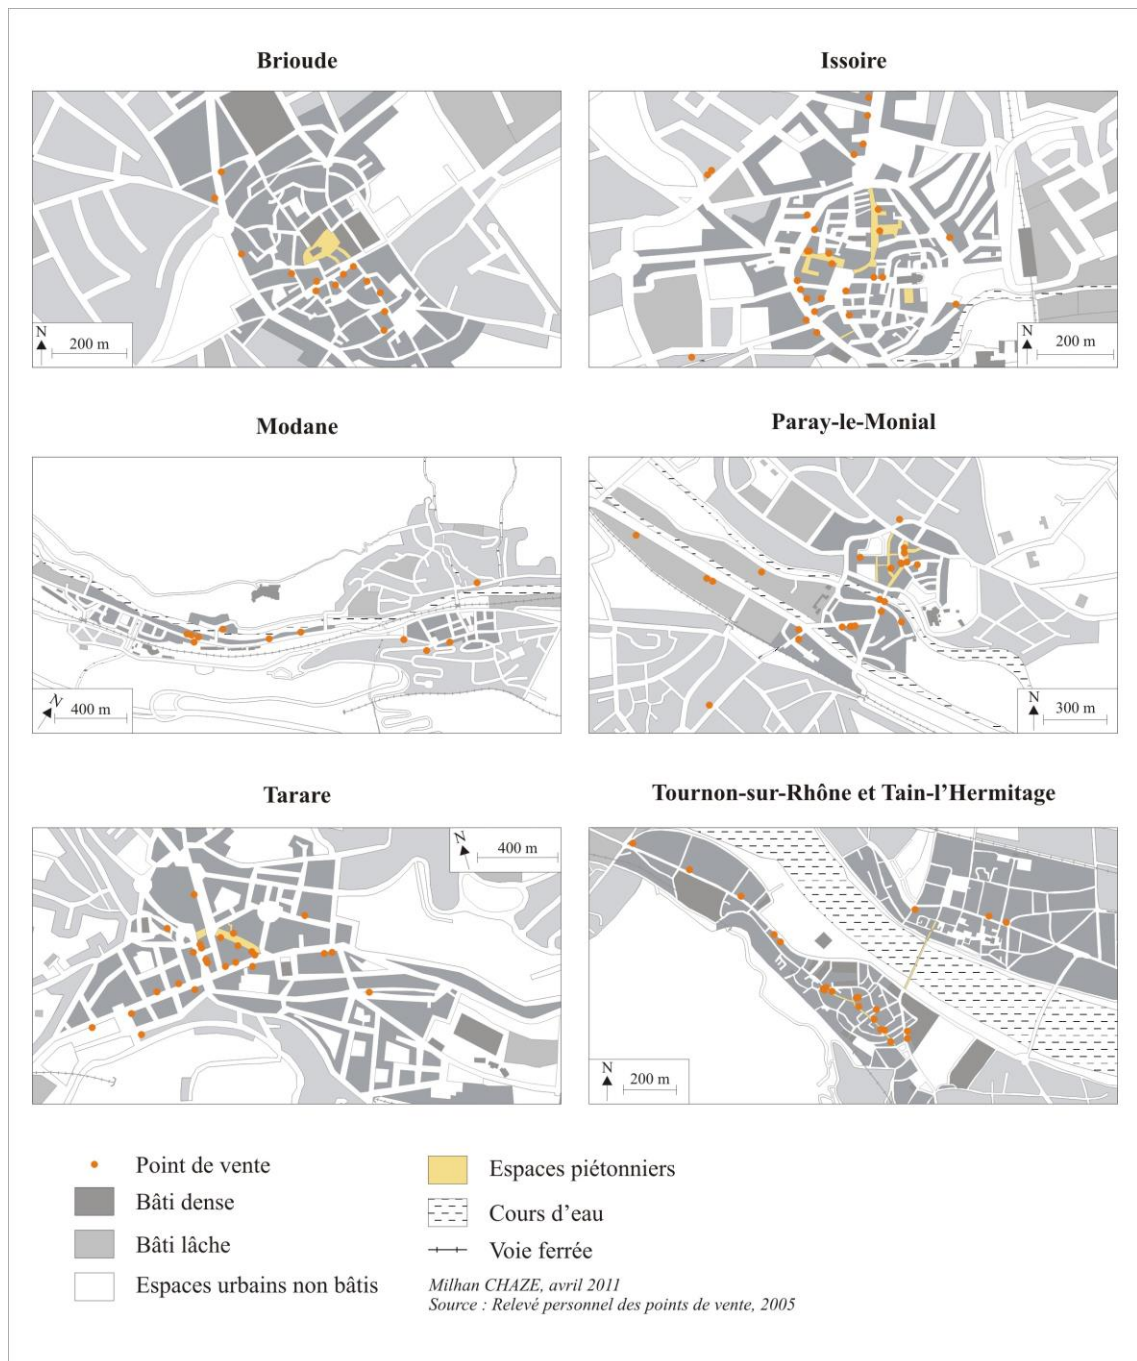 Brioude
Issoire
N
200 m
N
200 m
Modane
Paray-le-Monial
N
400 m
N
300 m
Tarare
Tournon-sur-Rhône et Tain-l'Hermitage
N
400 m
N
200 m
Point de vente
Bâti dense
Bâti lâche
Espaces urbains non bâtis
Espaces piétonniers
Cours d'eau
Voie ferrée
Milhan CHAZE, avril 2011
Source : Relevé personnel des points de vente, 2005